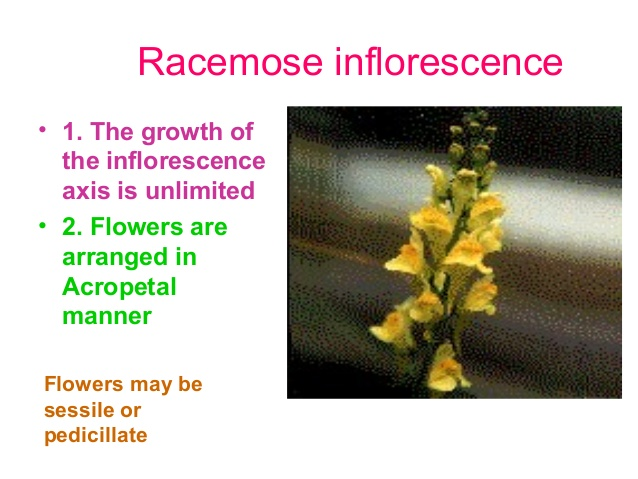 Racemose inflorescence
• 1. The growth of
the inflorescence
axis is unlimited
• 2. Flowers are
arranged in
Acropetal
manner
Flowers may be
sessile or
pedicillate